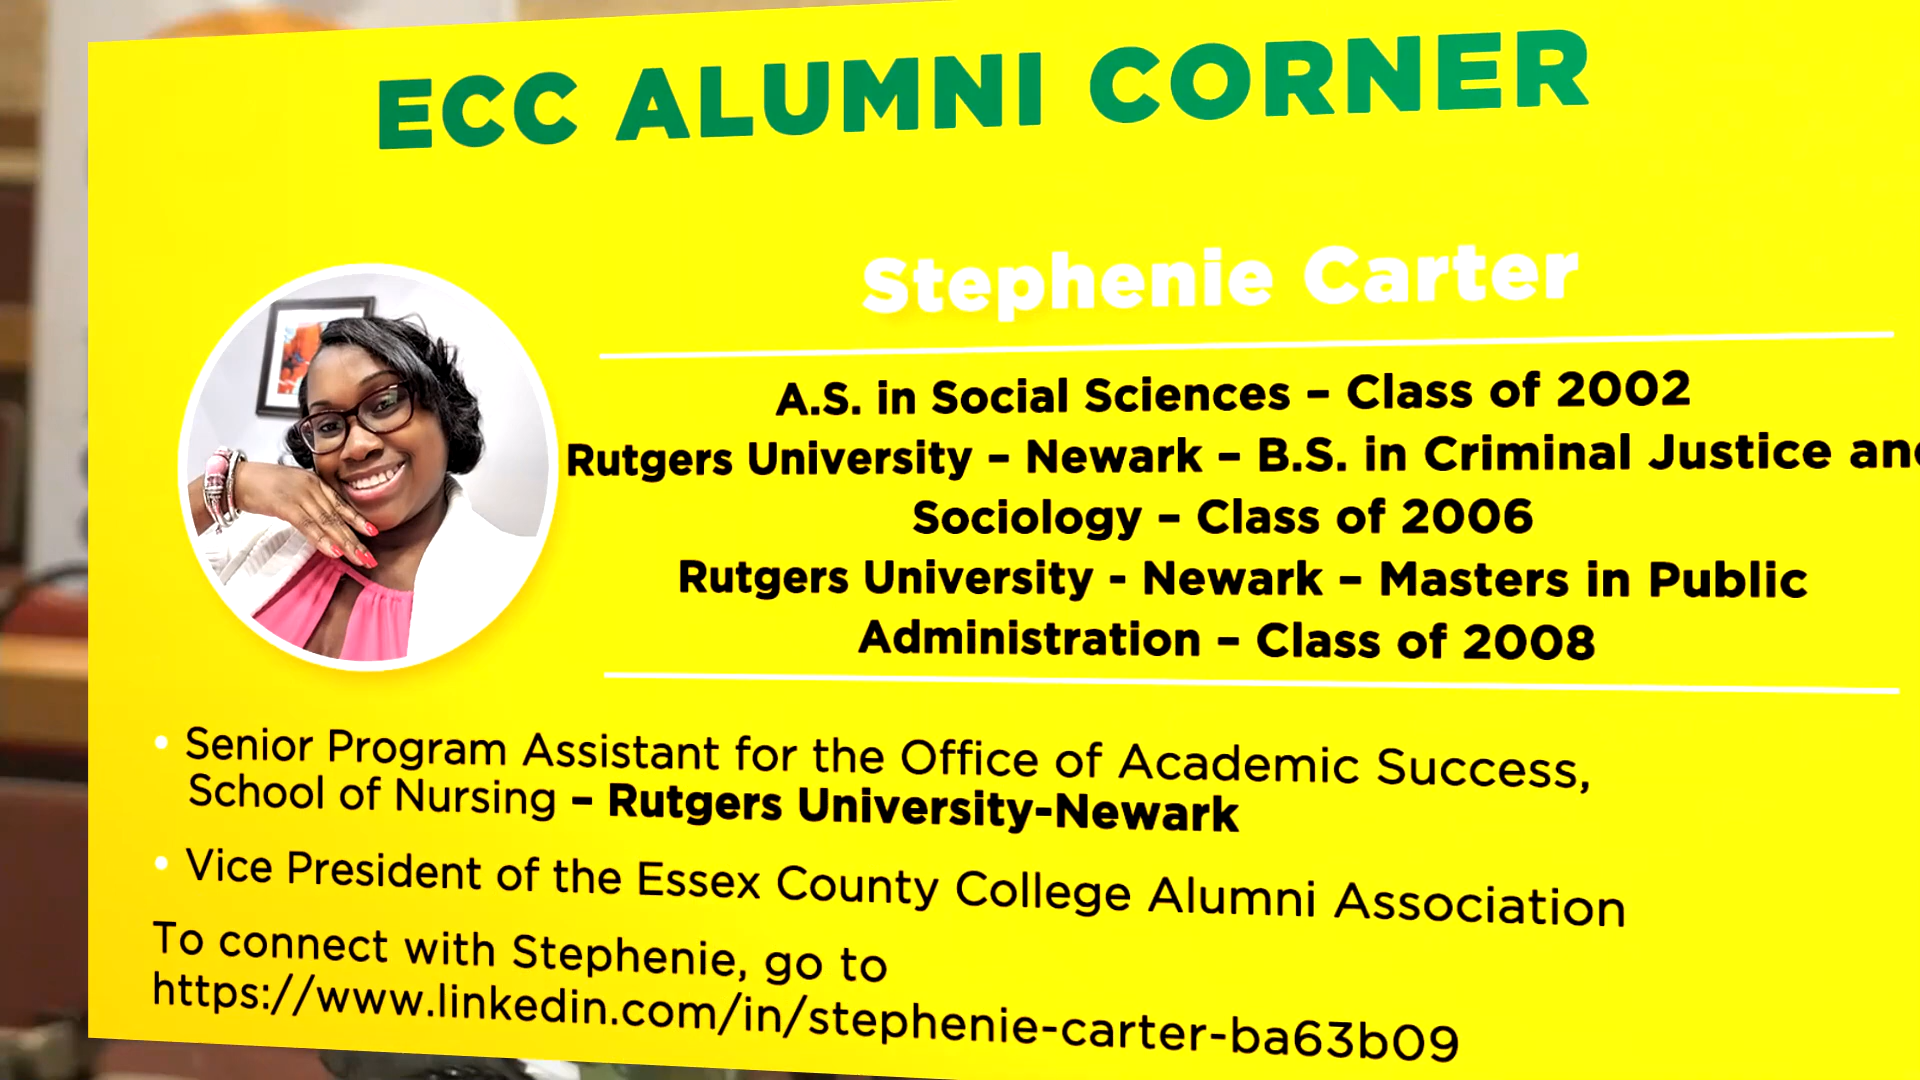 ECC ALUMNI CORNER
Stephenie Carter
A.S. in Social Sciences – Class of 2002
Rutgers University – Newark – B.S. in Criminal Justice an
Sociology – Class of 2006
Rutgers University - Newark – Masters in Public
Administration – Class of 2008
• Senior Program Assistant for the Office of Academic Success,
School of Nursing – Rutgers University-Newark
• Vice President of the Essex County College Alumni Association
To connect with Stephenie, go to
https://www.linkedin.com/in/stephenie-carter-ba63b09